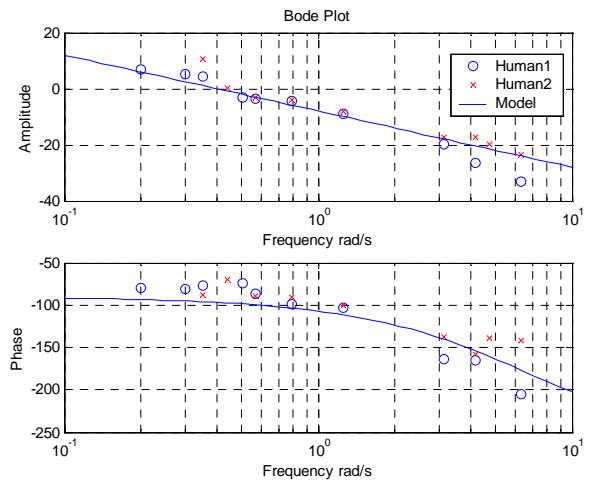 Bode Plot
20
0
-20
-40
Amplitude
Human1
Human2
Model
10^-1
10^0
10^1
Frequency rad/s
-50
-100
-150
-200
-250
Phase
10^-1
10^0
10^1
Frequency rad/s